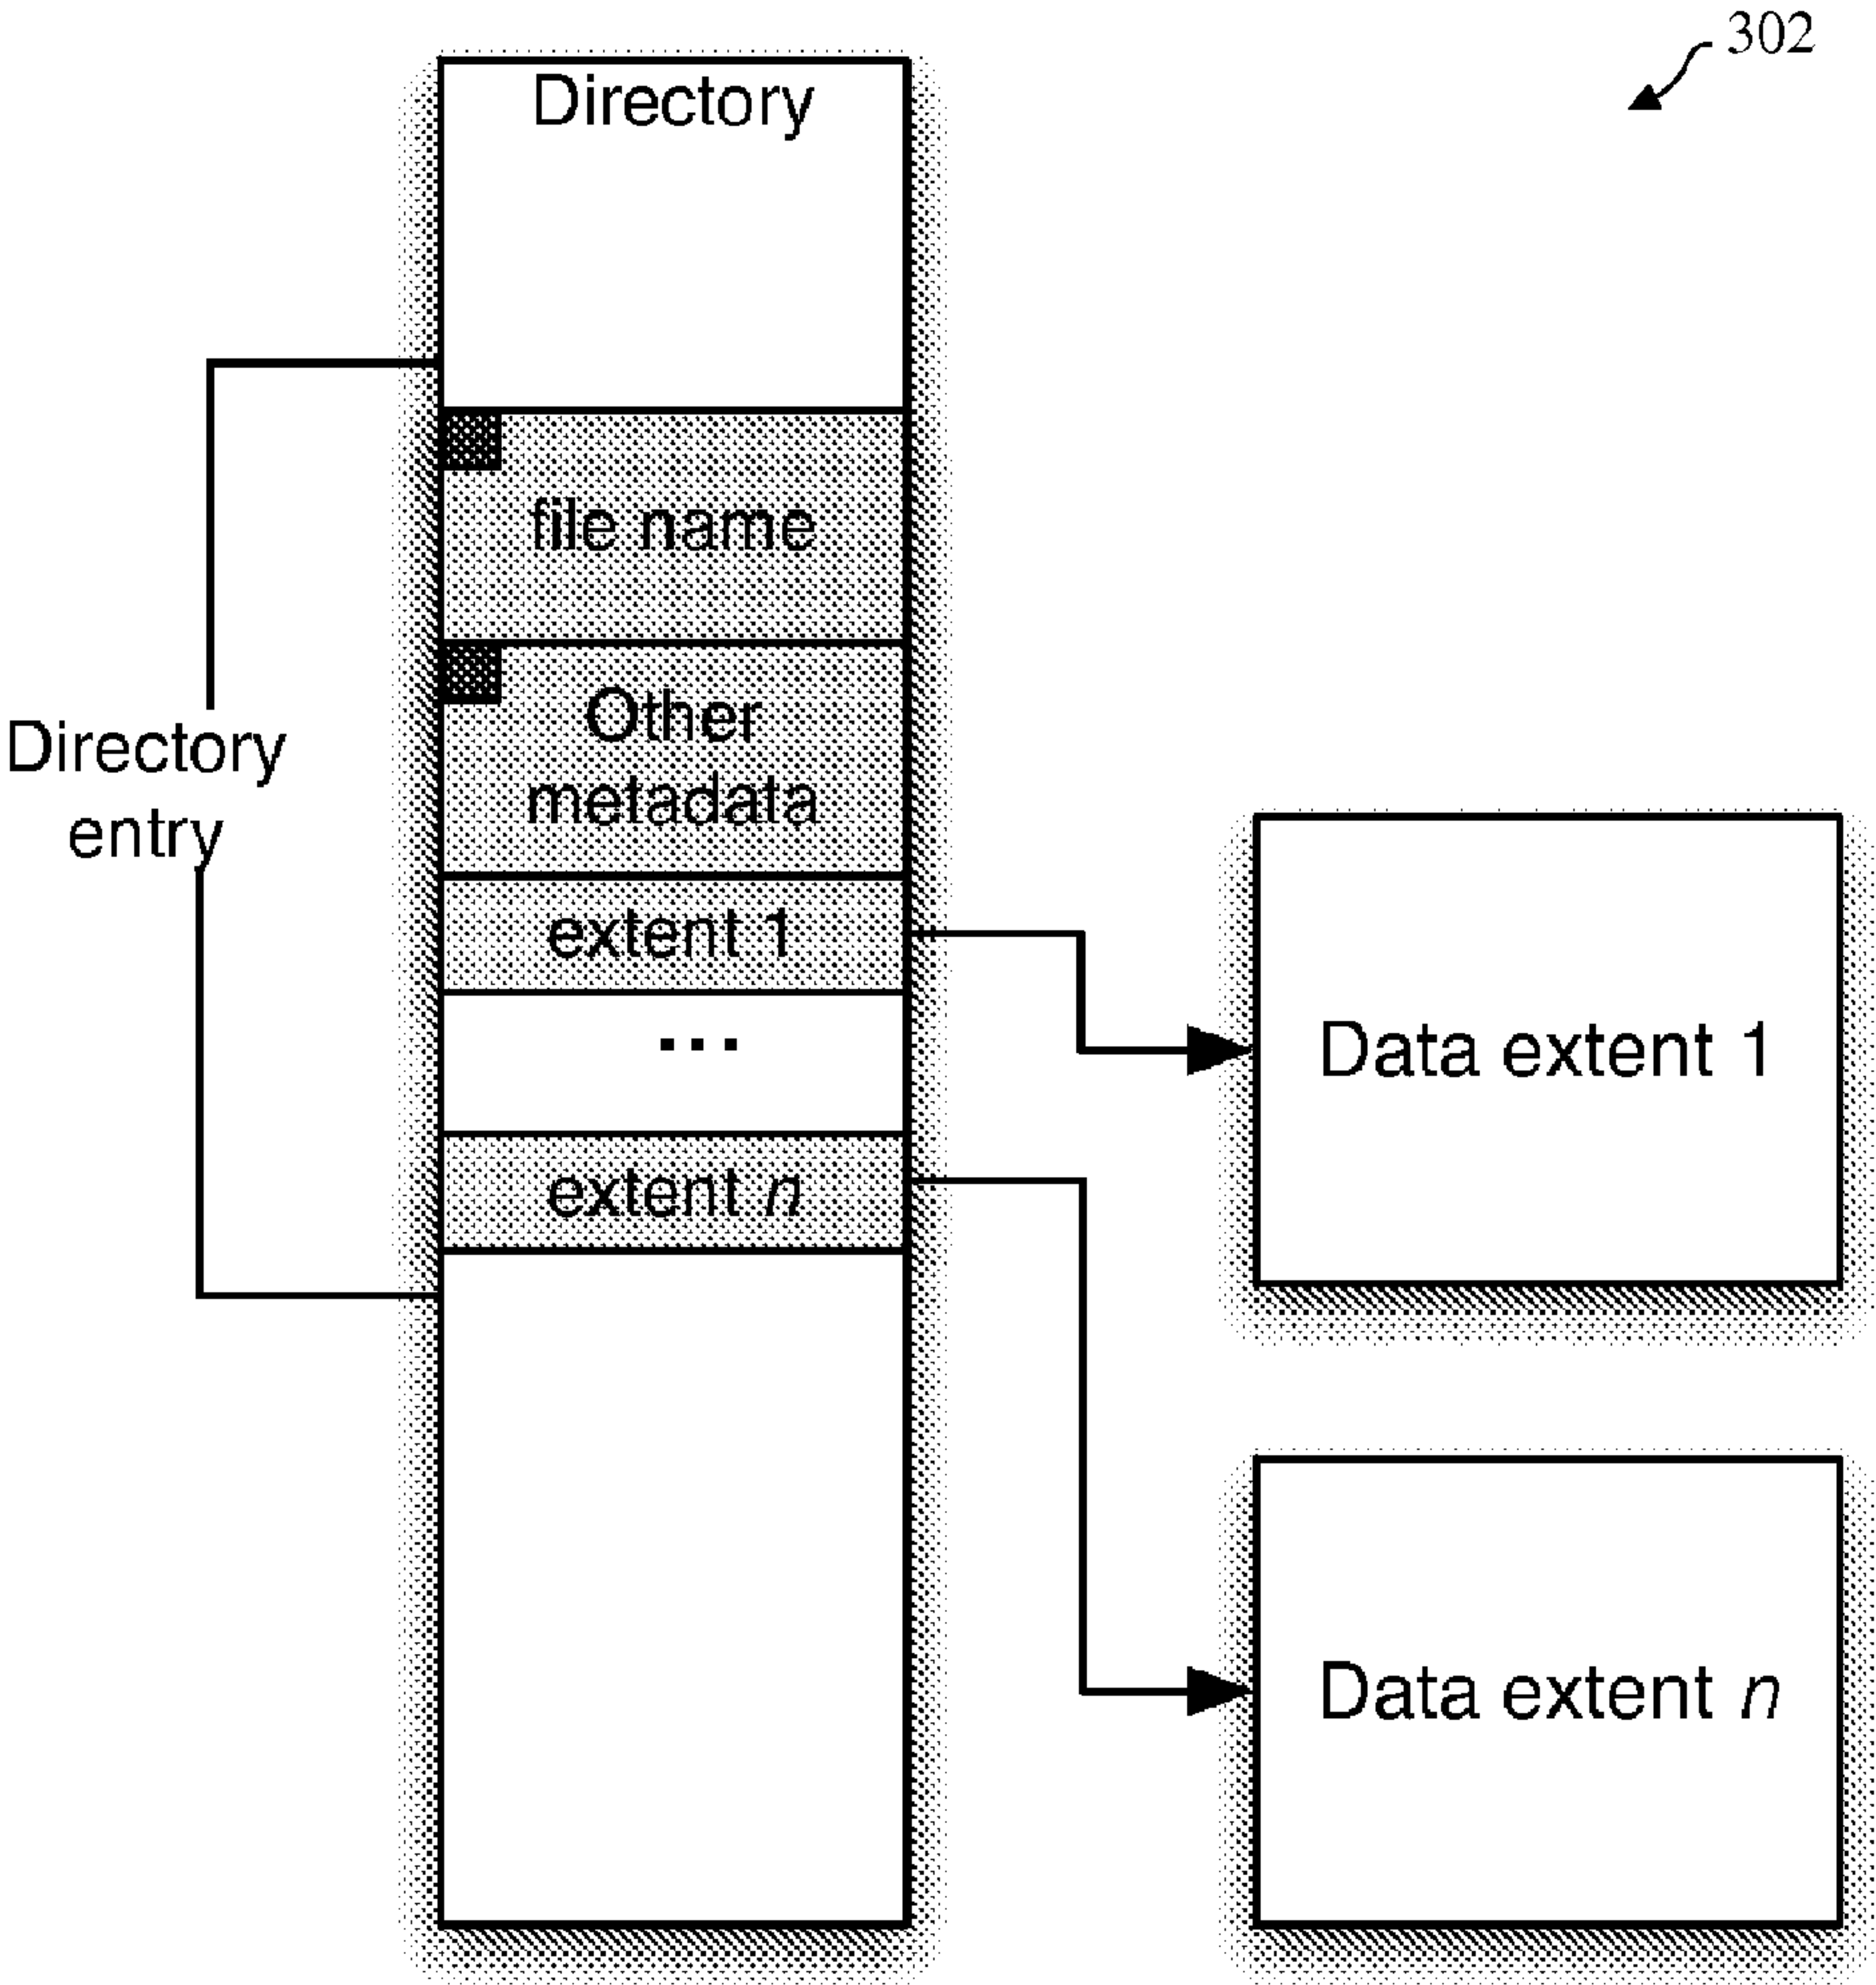 302
Directory
file name
Other
metadata
Directory
entry
extent 1
...
extent n
Data extent 1
Data extent n